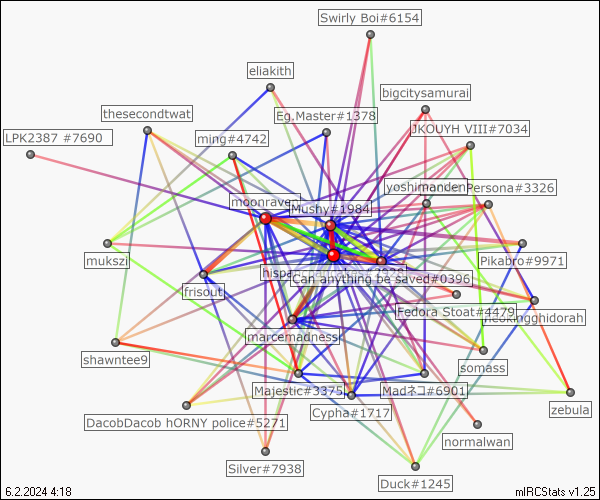 Swirly Boi#6154
eliakith
bigcitysamurai
thesecondtwat
Eg.Master#1378
LPK2387 #7690
ming#4742
JKOUYH VIII#7034
yoshimanden
Persona#3326
moonrave
Mushy#1984
mukszi
Pikabro#9971
hispan
frisout
Can anything be saved#0396
Fedora Stoat#4479
ghidorah
marcemadness
shawntee9
somass
Majestic#3375
Madネコ#6901
zebula
Cypha#1717
DacobDacob hORNY police#5271
normalwan
Silver#7938
Duck#1245
6.2.2024 4:18
mIRCStats v1.25